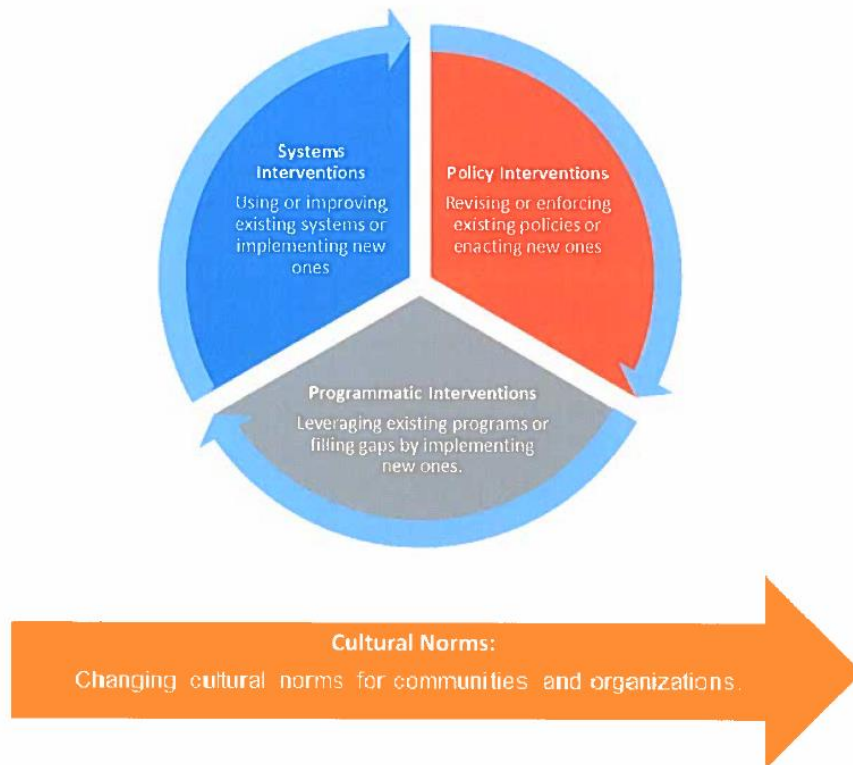 Systems
Interventions
Using or improving
existing systems or
implementing new
ones
Policy Interventions
Revising or enforcing
existing policies or
enacting new ones
Programmatic Interventions
Leveraging existing programs or
filling gaps by implementing
new ones.
Cultural Norms:
Changing cultural norms for communities and organizations.